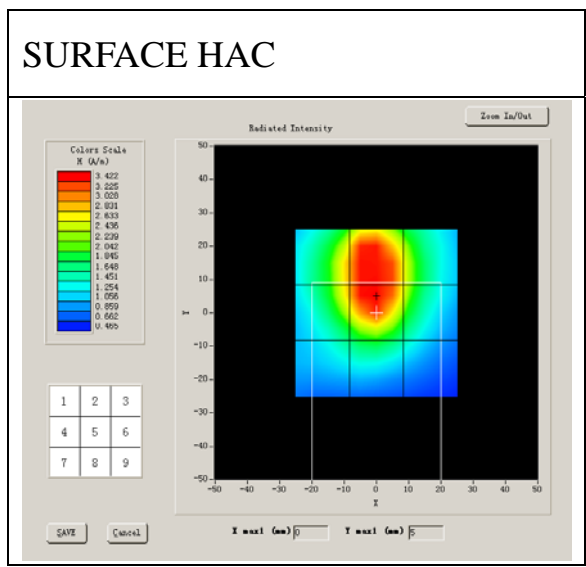 SURFACE HAC
Zoom In/Out
Radiated Intensity
Colors Scale
H (A/m)
3.422
3.225
3.028
2.831
2.633
2.436
2.239
2.042
1.845
1.648
1.451
1.254
1.056
0.859
0.662
0.465
50
40
30
20
10
0
-10
-20
-30
-40
-50
Y
-50 -40 -30 -20 -10 0 10 20 30 40 50
X
1 2 3
4 5 6
7 8 9
SAVE Cancel X max1 (mm) 0 Y max1 (mm) 5